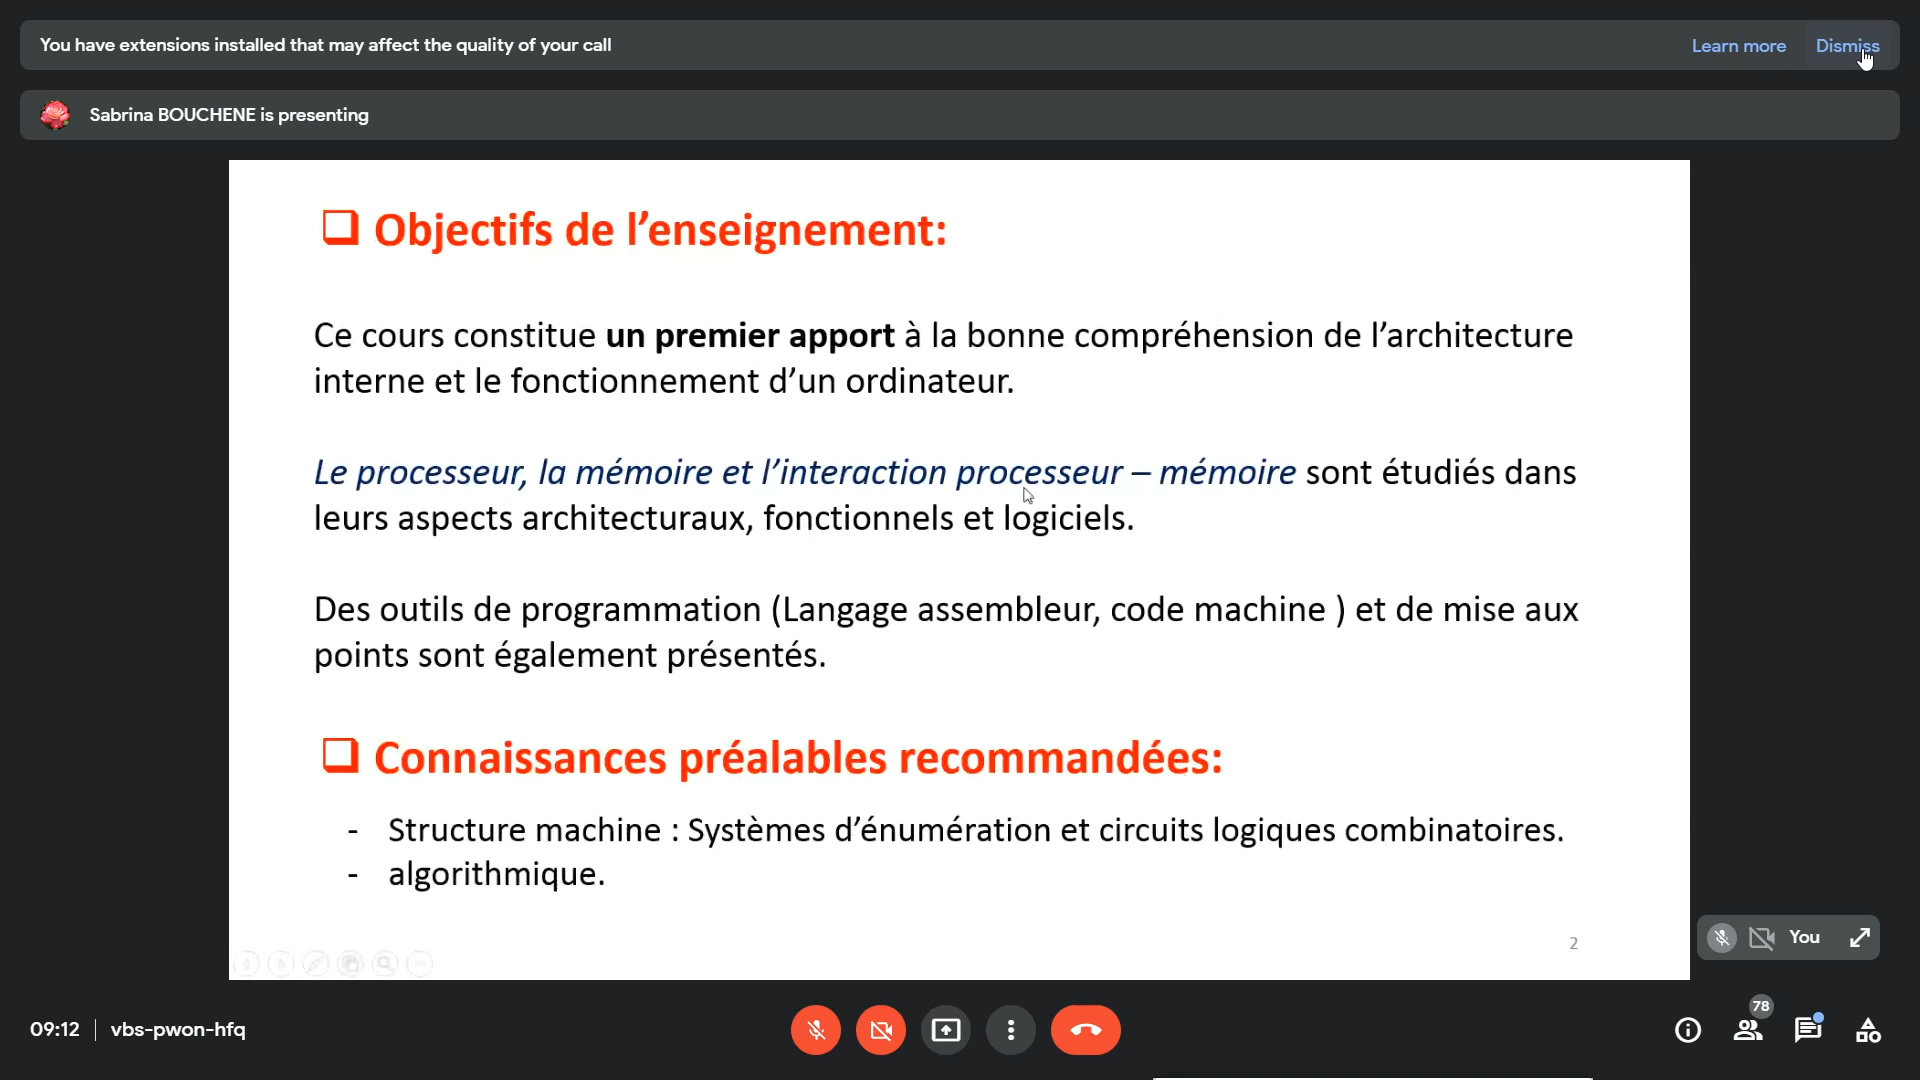 You have extensions installed that may affect the quality of your call
Learn more
Dismiss
Sabrina BOUCHENE is presenting
Objectifs de l’enseignement:
Ce cours constitue un premier apport à la bonne compréhension de l’architecture
interne et le fonctionnement d’un ordinateur.
Le processeur, la mémoire et l’interaction processeur – mémoire sont étudiés dans
leurs aspects architecturaux, fonctionnels et logiciels.
Des outils de programmation (Langage assembleur, code machine ) et de mise aux
points sont également présentés.
Connaissances préalables recommandées:
- Structure machine : Systèmes d’énumération et circuits logiques combinatoires.
- algorithmique.
2
You
09:12
vbs-pwon-hfq
78